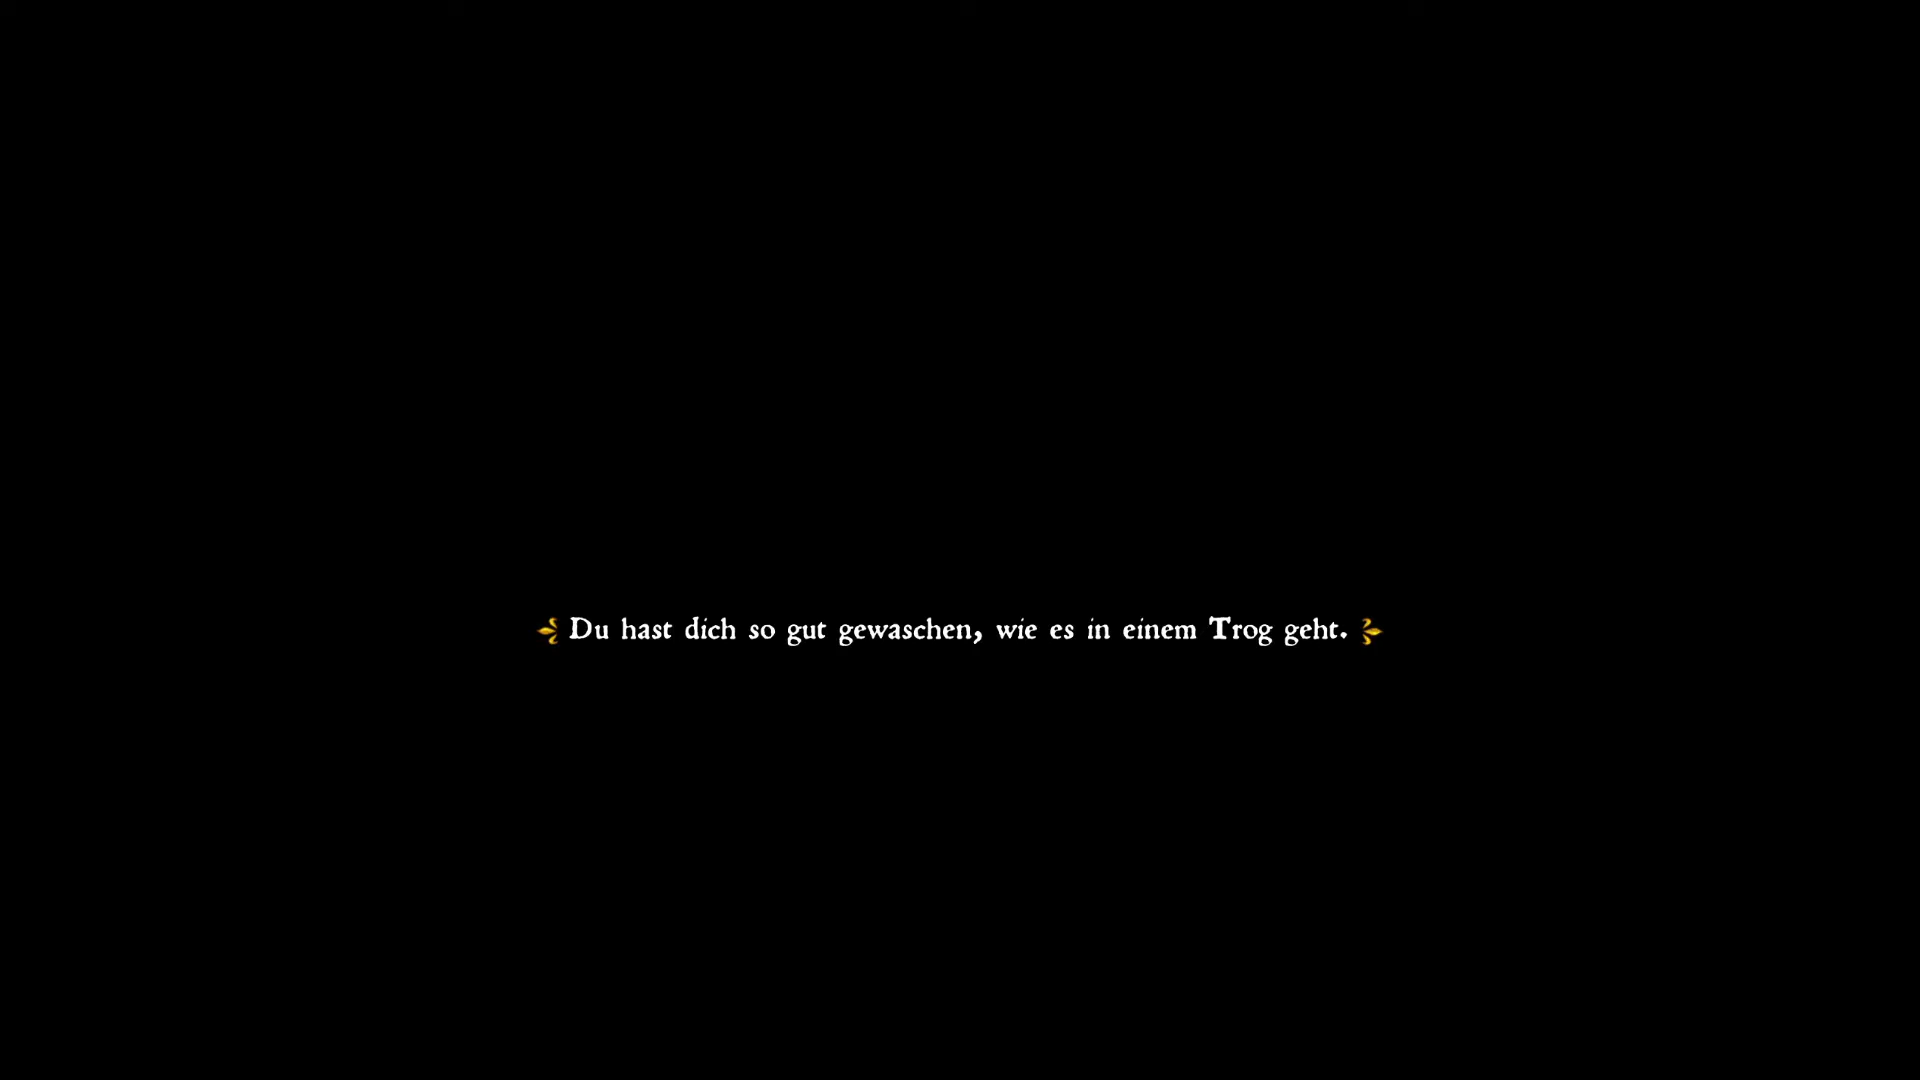 Du hast dich so gut gewaschen, wie es in einem Trog geht.